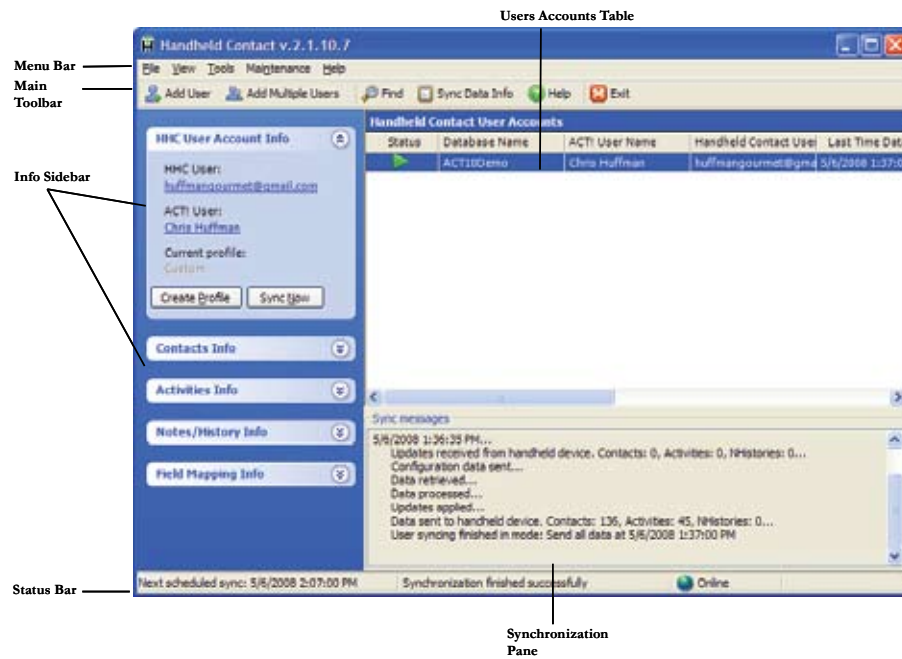 Users Accounts Table
Handheld Contact v.2.1.10.7
Menu Bar
File View Tools Maintenance Help
Main
Toolbar
Add User Add Multiple Users Find Sync Data Info Help Exit
Handheld Contact User Accounts
HHC User Account Info
Status Database Name ACT! User Name Handheld Contact User Last Time Dat
ACT10Demo Chris Huffman huffmangourmet@gma 5/6/2008 1:37:0
Info Sidebar
HHC User:
huffmangourmet@gmail.com
ACT! User:
Chris Huffman
Current profile:
Custom
Create Profile Sync Now
Contacts Info
Activities Info
Notes/History Info
Field Mapping Info
Sync messages
5/6/2008 1:36:35 PM...
Updates received from handheld device. Contacts: 0, Activities: 0, NHistories: 0...
Configuration data sent...
Data retrieved...
Data processed...
Updates applied...
Data sent to handheld device. Contacts: 136, Activities: 45, NHistories: 0...
User syncing finished in mode: Send all data at 5/6/2008 1:37:00 PM
Status Bar
Next scheduled sync: 5/6/2008 2:07:00 PM Synchronization finished successfully Online
Synchronization
Pane